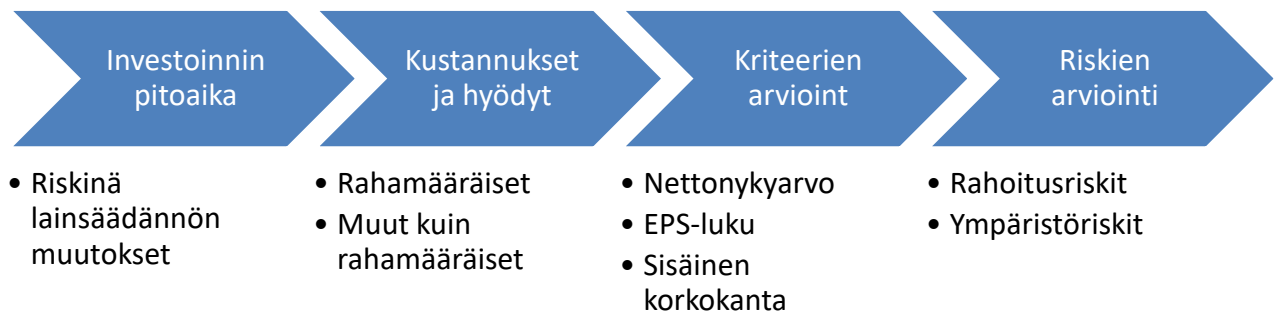 Investoinnin
pitoaika
Kustannukset
ja hyödyt
Kriteerien
arvioint
Riskien
arviointi
• Riskinä
lainsäädännön
muutokset
• Rahamääräiset
• Muut kuin
rahamääräiset
• Nettonykyarvo
• EPS-luku
• Sisäinen
korkokanta
• Rahoitusriskit
• Ympäristöriskit